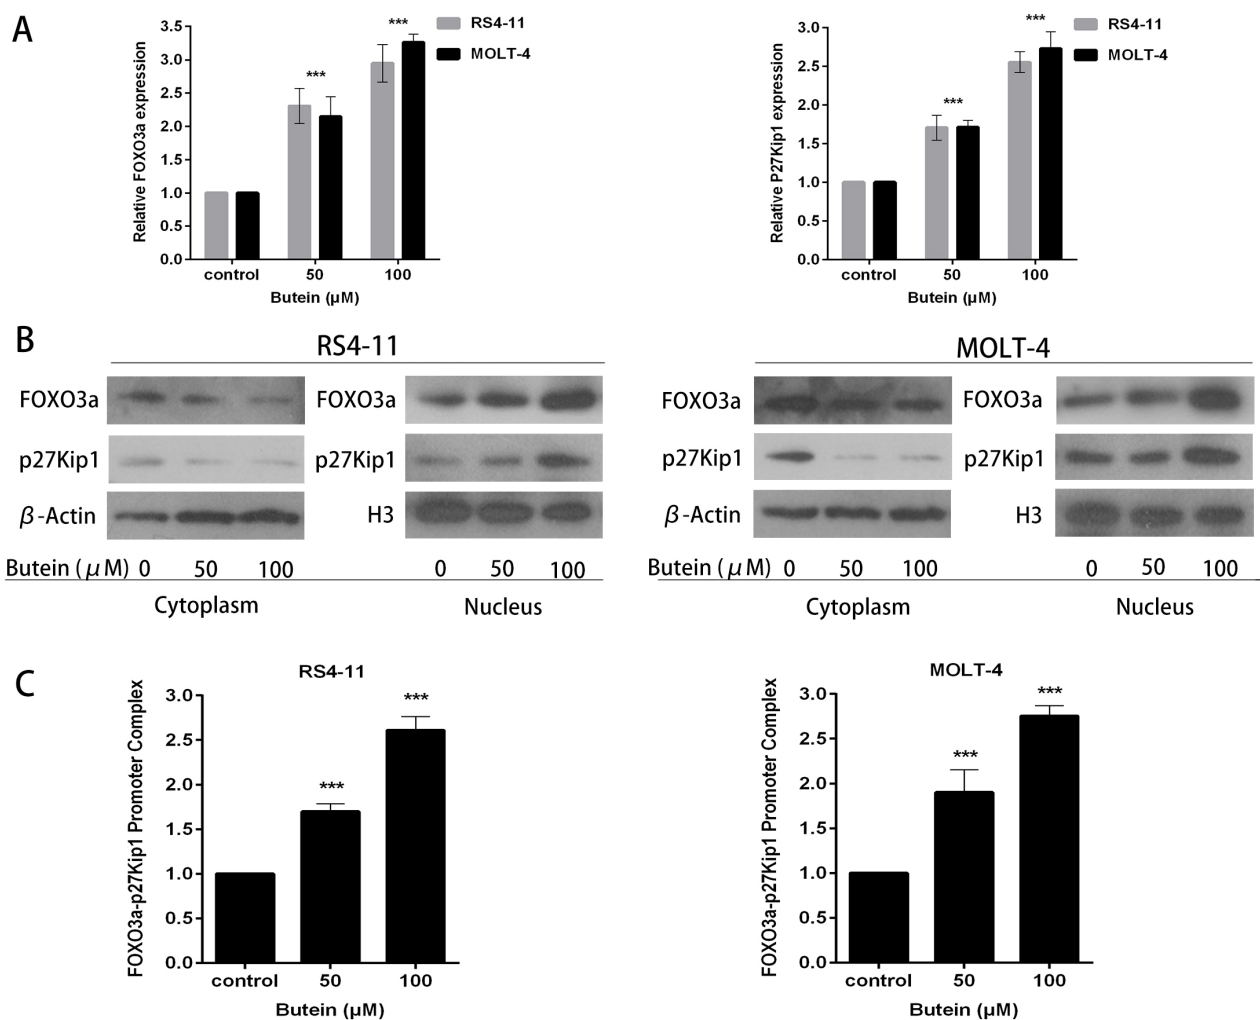 A
Relative FOXO3a expression
3.5
3.0
2.5
2.0
1.5
1.0
0.5
0.0
***
***
control 50 100
Butein (μM)
RS4-11
MOLT-4
Relative P27Kip1 expression
3.0
2.5
2.0
1.5
1.0
0.5
0.0
***
***
control 50 100
Butein (μM)
RS4-11
MOLT-4
B
RS4-11
FOXO3a FOXO3a
p27Kip1 p27Kip1
β-Actin H3
Butein (μM) 0 50 100 0 50 100
Cytoplasm Nucleus
MOLT-4
FOXO3a FOXO3a
p27Kip1 p27Kip1
β-Actin H3
Butein (μM) 0 50 100 0 50 100
Cytoplasm Nucleus
C
RS4-11
FOXO3a-p27Kip1 Promoter Complex
3.0
2.5
2.0
1.5
1.0
0.5
0.0
***
***
control 50 100
Butein (μM)
MOLT-4
FOXO3a-p27Kip1 Promoter Complex
3.0
2.5
2.0
1.5
1.0
0.5
0.0
***
***
control 50 100
Butein (μM)